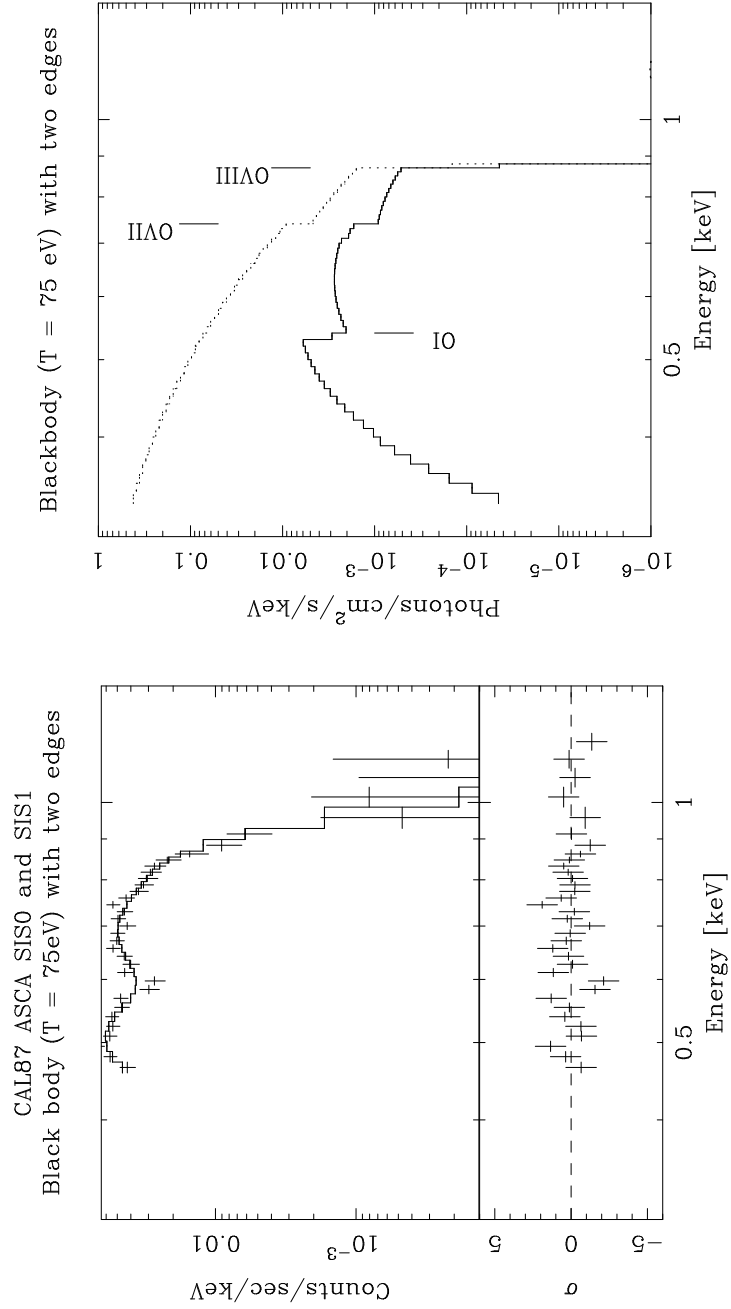 CAL87 ASCA SIS0 and SIS1
Black body (T = 75eV) with two edges
Counts/sec/keV
0.01
10⁻³
σ
5
0
−5
0.5
1
Energy [keV]
Blackbody (T = 75 eV) with two edges
Photons/cm²/s/keV
1
0.1
0.01
10⁻³
10⁻⁴
10⁻⁵
10⁻⁶
OVII
OVIII
OI
0.5
1
Energy [keV]